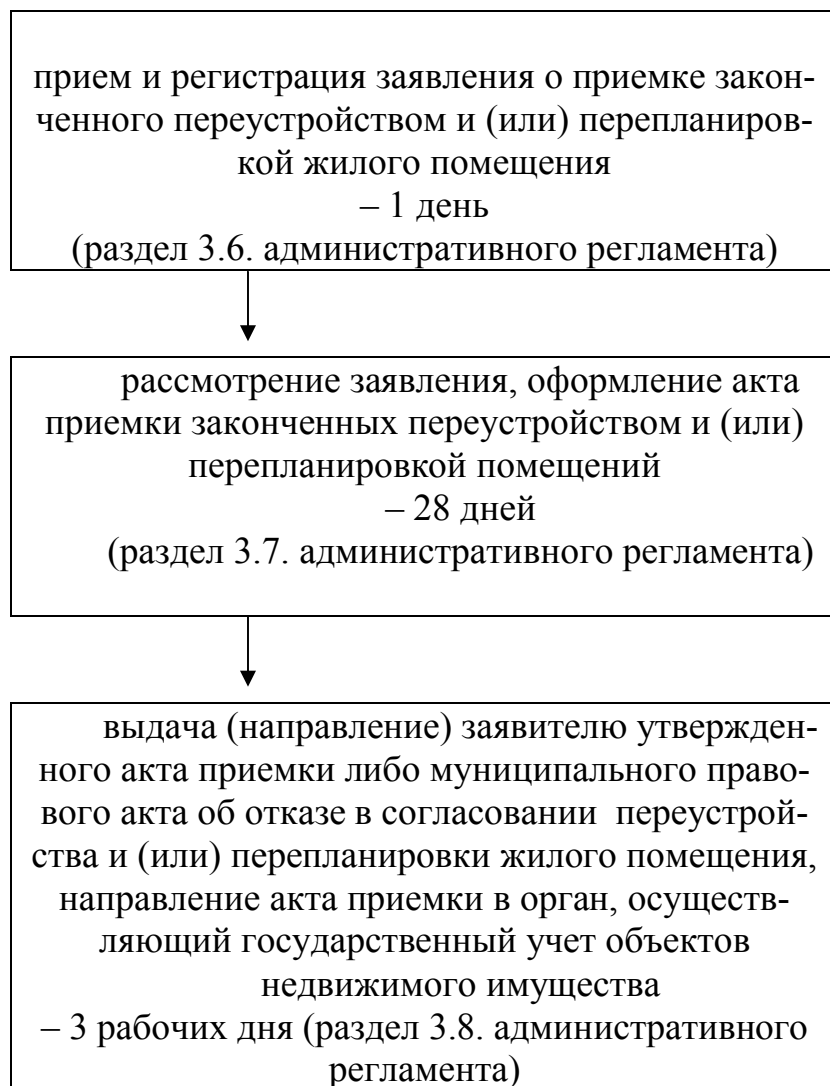 прием и регистрация заявления о приемке закон-
ченного переустройством и (или) перепланиров-
кой жилого помещения
– 1 день
(раздел 3.6. административного регламента)
рассмотрение заявления, оформление акта
приемки законченных переустройством и (или)
перепланировкой помещений
– 28 дней
(раздел 3.7. административного регламента)
выдача (направление) заявителю утвержден-
ного акта приемки либо муниципального право-
вого акта об отказе в согласовании переустрой-
ства и (или) перепланировки жилого помещения,
направление акта приемки в орган, осуществ-
ляющий государственный учет объектов
недвижимого имущества
– 3 рабочих дня (раздел 3.8. административного
регламента)